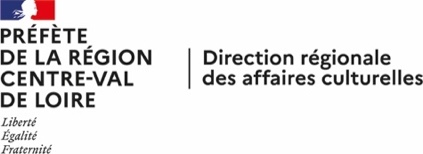 PRÉFÈTE
DE LA RÉGION
CENTRE-VAL
DE LOIRE
Liberté
Égalité
Fraternité
Direction régionale
des affaires culturelles